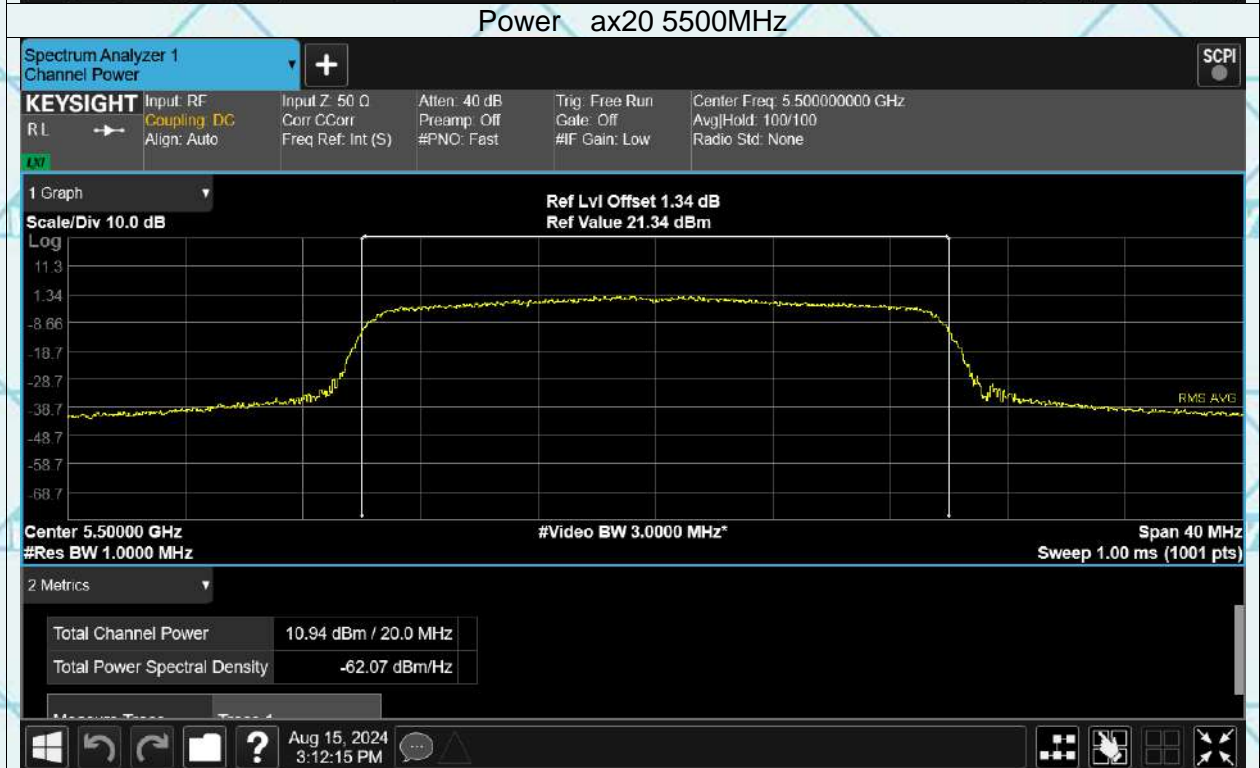 Power ax20 5500MHz
Spectrum Analyzer 1
Channel Power
+
SCPI
KEYSIGHT
RL
LXI
Input: RF
Coupling: DC
Align: Auto
Input Z: 50 Ω
Corr CCorr
Freq Ref: Int (S)
Atten: 40 dB
Preamp: Off
#PNO: Fast
Trig: Free Run
Gate: Off
#IF Gain: Low
Center Freq: 5.500000000 GHz
Avg|Hold: 100/100
Radio Std: None
1 Graph
Scale/Div 10.0 dB
Ref Lvl Offset 1.34 dB
Ref Value 21.34 dBm
Log
11.3
1.34
-8.66
-18.7
-28.7
-38.7
-48.7
-58.7
-68.7
RMS AVG
Center 5.50000 GHz
#Video BW 3.0000 MHz*
Span 40 MHz
#Res BW 1.0000 MHz
Sweep 1.00 ms (1001 pts)
2 Metrics
Total Channel Power 10.94 dBm / 20.0 MHz
Total Power Spectral Density -62.07 dBm/Hz
Measure Trace Trace 1
?
Aug 15, 2024
3:12:15 PM